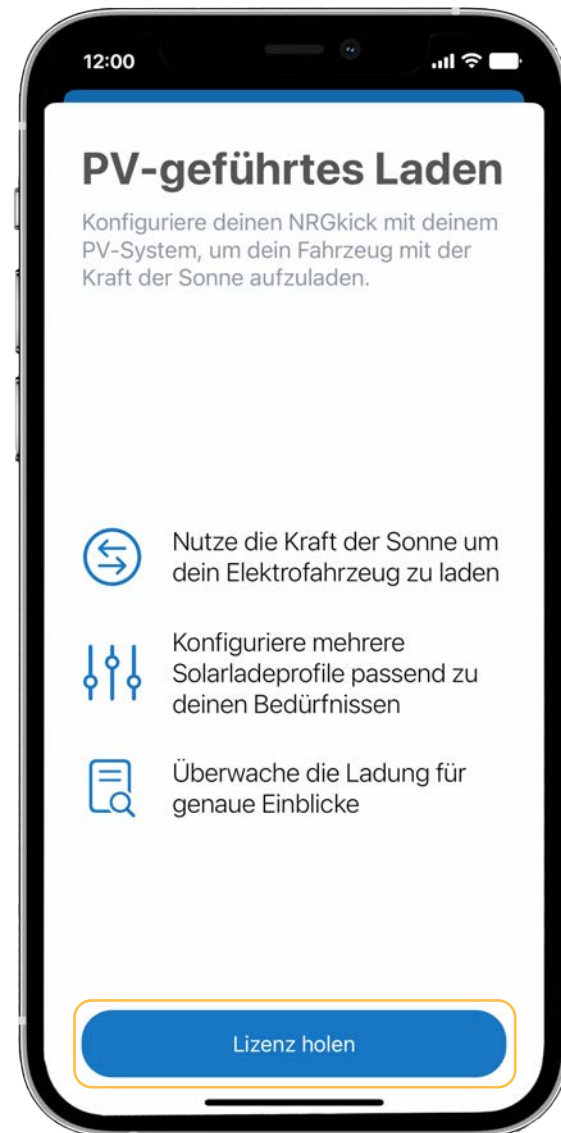 12:00
PV-geführtes Laden
Konfiguriere deinen NRGkick mit deinem
PV-System, um dein Fahrzeug mit der
Kraft der Sonne aufzuladen.
Nutze die Kraft der Sonne um
dein Elektrofahrzeug zu laden
Konfiguriere mehrere
Solarladeprofile passend zu
deinen Bedürfnissen
Überwache die Ladung für
genaue Einblicke
Lizenz holen